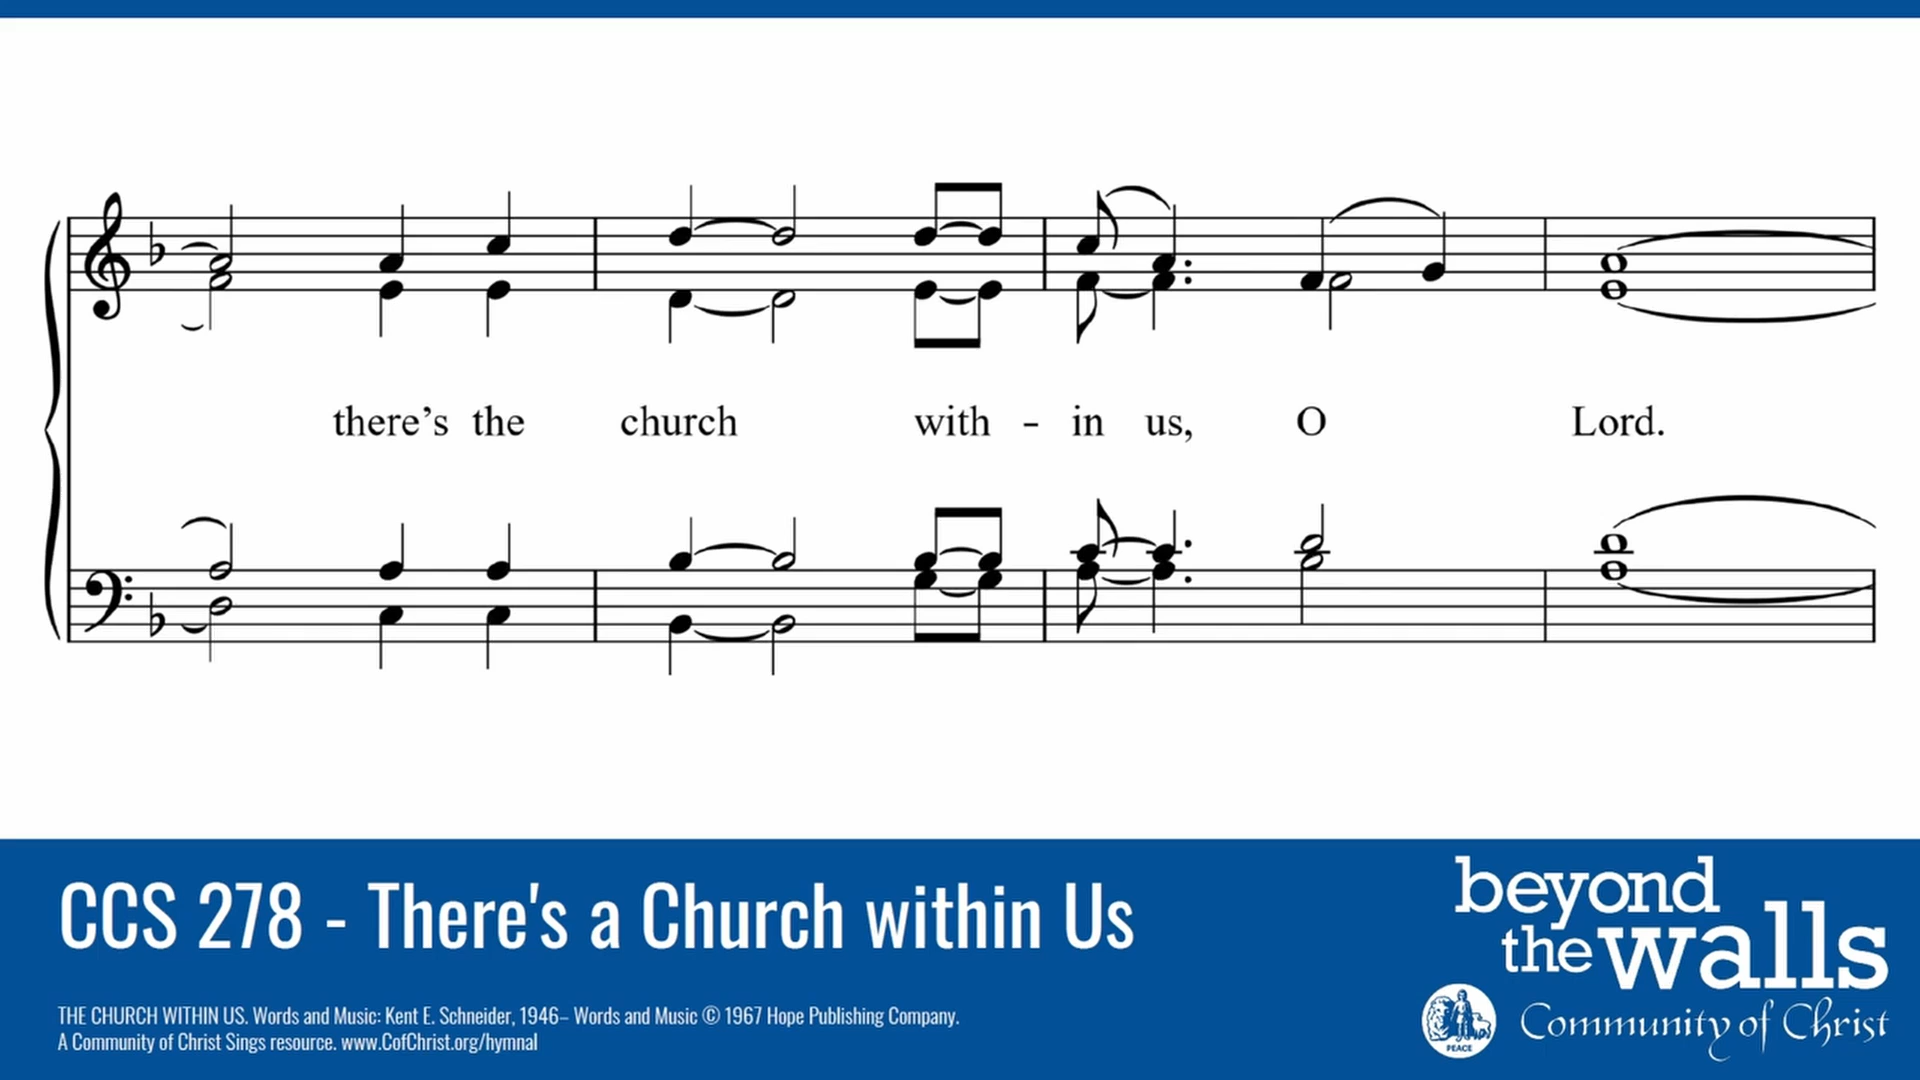 there’s the church with - in us, O Lord.
CCS 278 - There's a Church within Us
THE CHURCH WITHIN US. Words and Music: Kent E. Schneider, 1946– Words and Music © 1967 Hope Publishing Company.
A Community of Christ Sings resource. www.CofChrist.org/hymnal
beyond
the walls
PEACE
Community of Christ